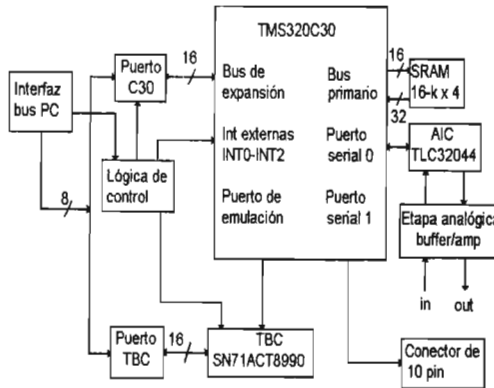 TMS320C30
Bus de expansión
Bus primario
Int externas INT0-INT2
Puerto serial 0
Puerto de emulación
Puerto serial 1
Interfaz bus PC
Puerto C30
16
Lógica de control
8
Puerto TBC
16
TBC
SN71ACT8990
16
32
SRAM
16-k x 4
AIC
TLC32044
Etapa analógica
buffer/amp
in
out
Conector de
10 pin